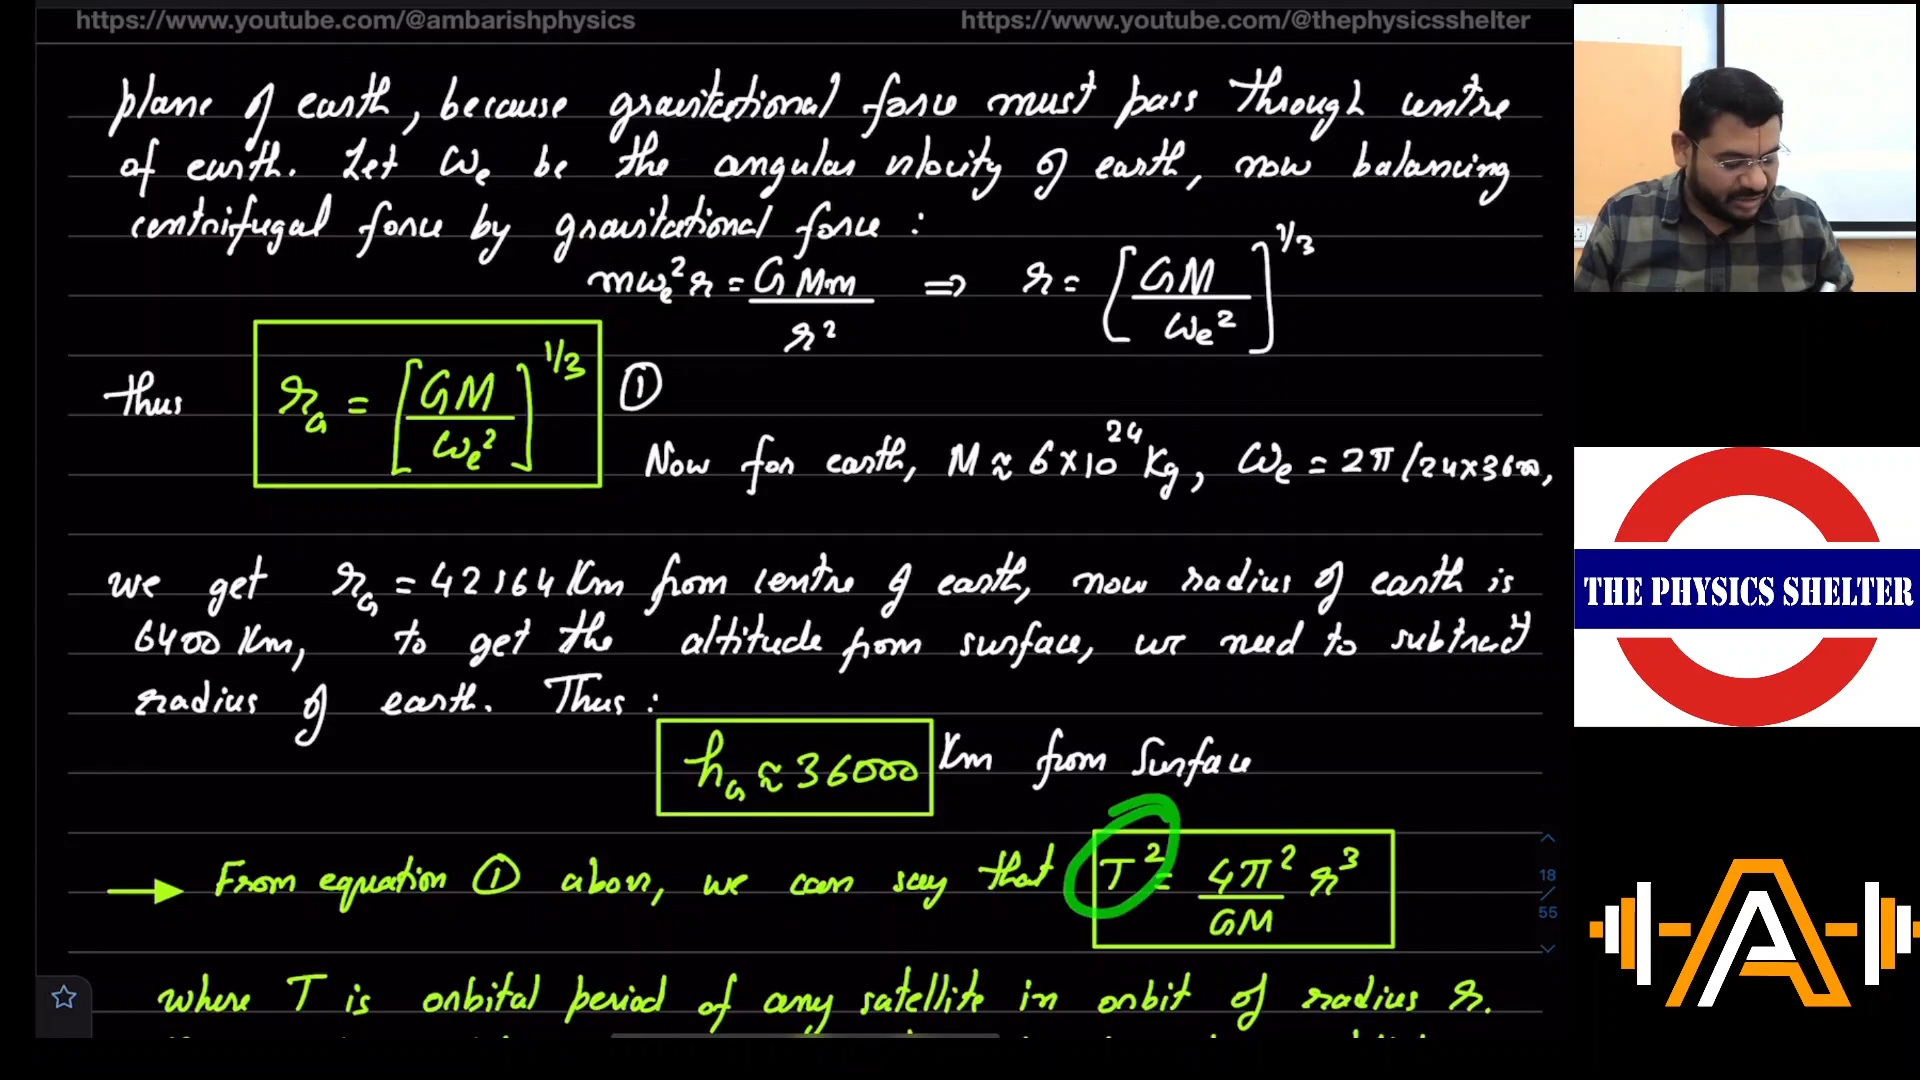 https://www.youtube.com/@ambarishphysics https://www.youtube.com/@thephysicsshelter
plane of earth, because gravitational force must pass through centre
of earth. Let ωe be the angular velocity of earth, now balancing
centrifugal force by gravitational force :
mωe²r = GMm/r² ⇒ r = [GM/ωe²]^1/3
thus rG = [GM/ωe²]^1/3 ①
Now for earth, M ≈ 6×10²⁴ Kg, ωe = 2π/24×3600,
we get rG = 42164 Km from centre of earth, now radius of earth is
6400 Km, to get the altitude from surface, we need to subtract
radius of earth. Thus :
hG ≈ 36000 Km from Surface
→ From equation ① above, we can say that T² = 4π²/GM r³
where T is orbital period of any satellite in orbit of radius r.
18
/
55
THE PHYSICS SHELTER
A